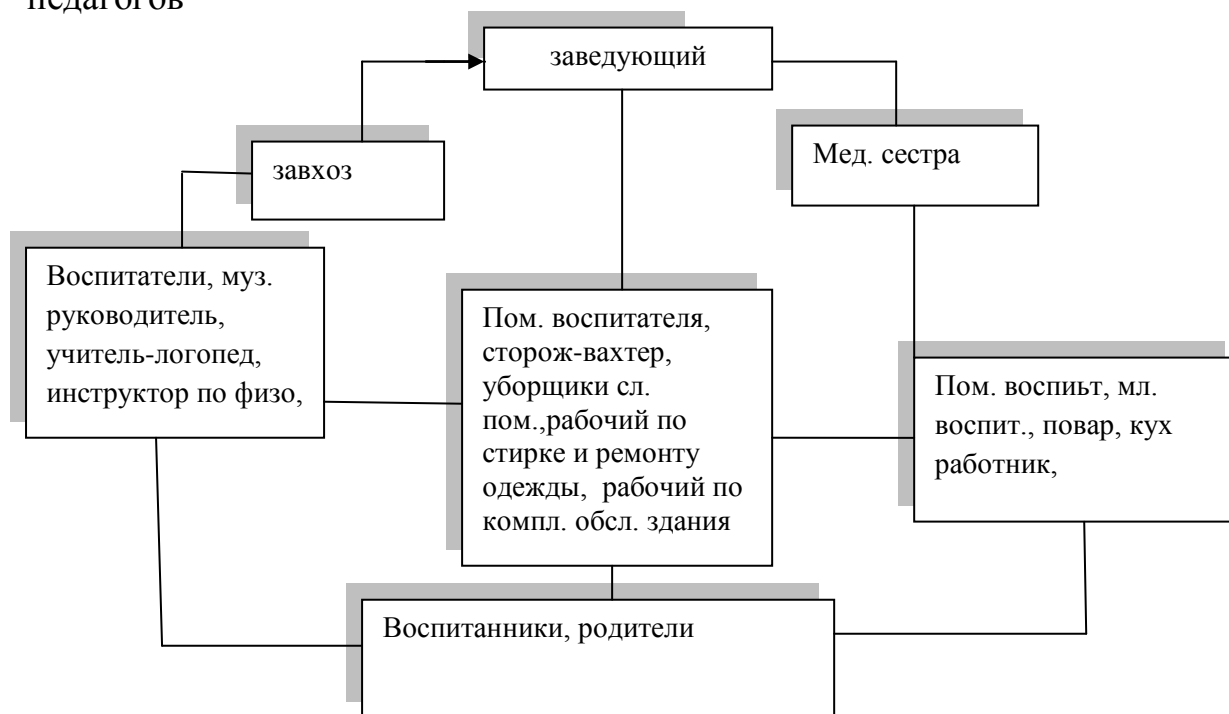 педагогов
заведующий
Мед. сестра
завхоз
Воспитатели, муз.
руководитель,
учитель-логопед,
инструктор по физо,
Пом. воспитателя,
сторож-вахтер,
уборщики сл.
пом.,рабочий по
стирке и ремонту
одежды, рабочий по
компл. обсл. здания
Пом. воспиьт, мл.
воспит., повар, кух
работник,
Воспитанники, родители